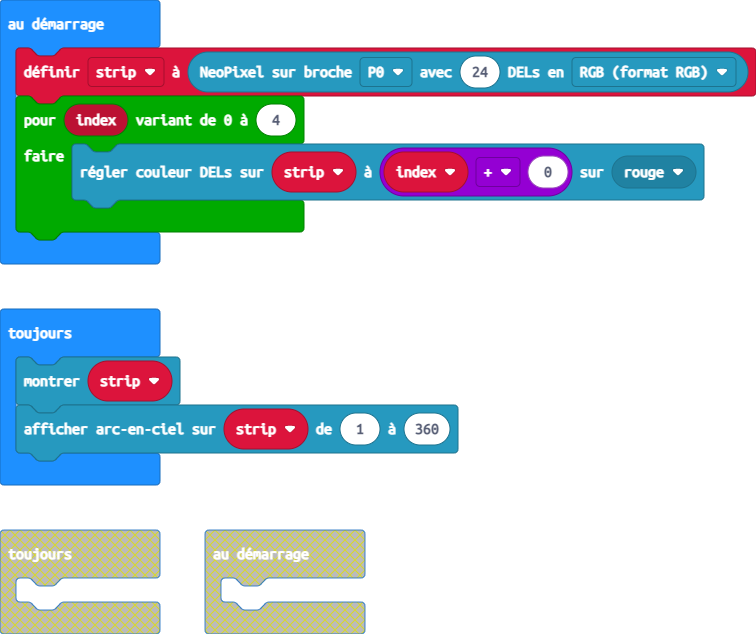 au démarrage
définir strip à NeoPixel sur broche P0 avec 24 DELs en RGB (format RGB)
pour index variant de 0 à 4
faire
régler couleur DELs sur strip à index + 0 sur rouge
toujours
montrer strip
afficher arc-en-ciel sur strip de 1 à 360
toujours
au démarrage